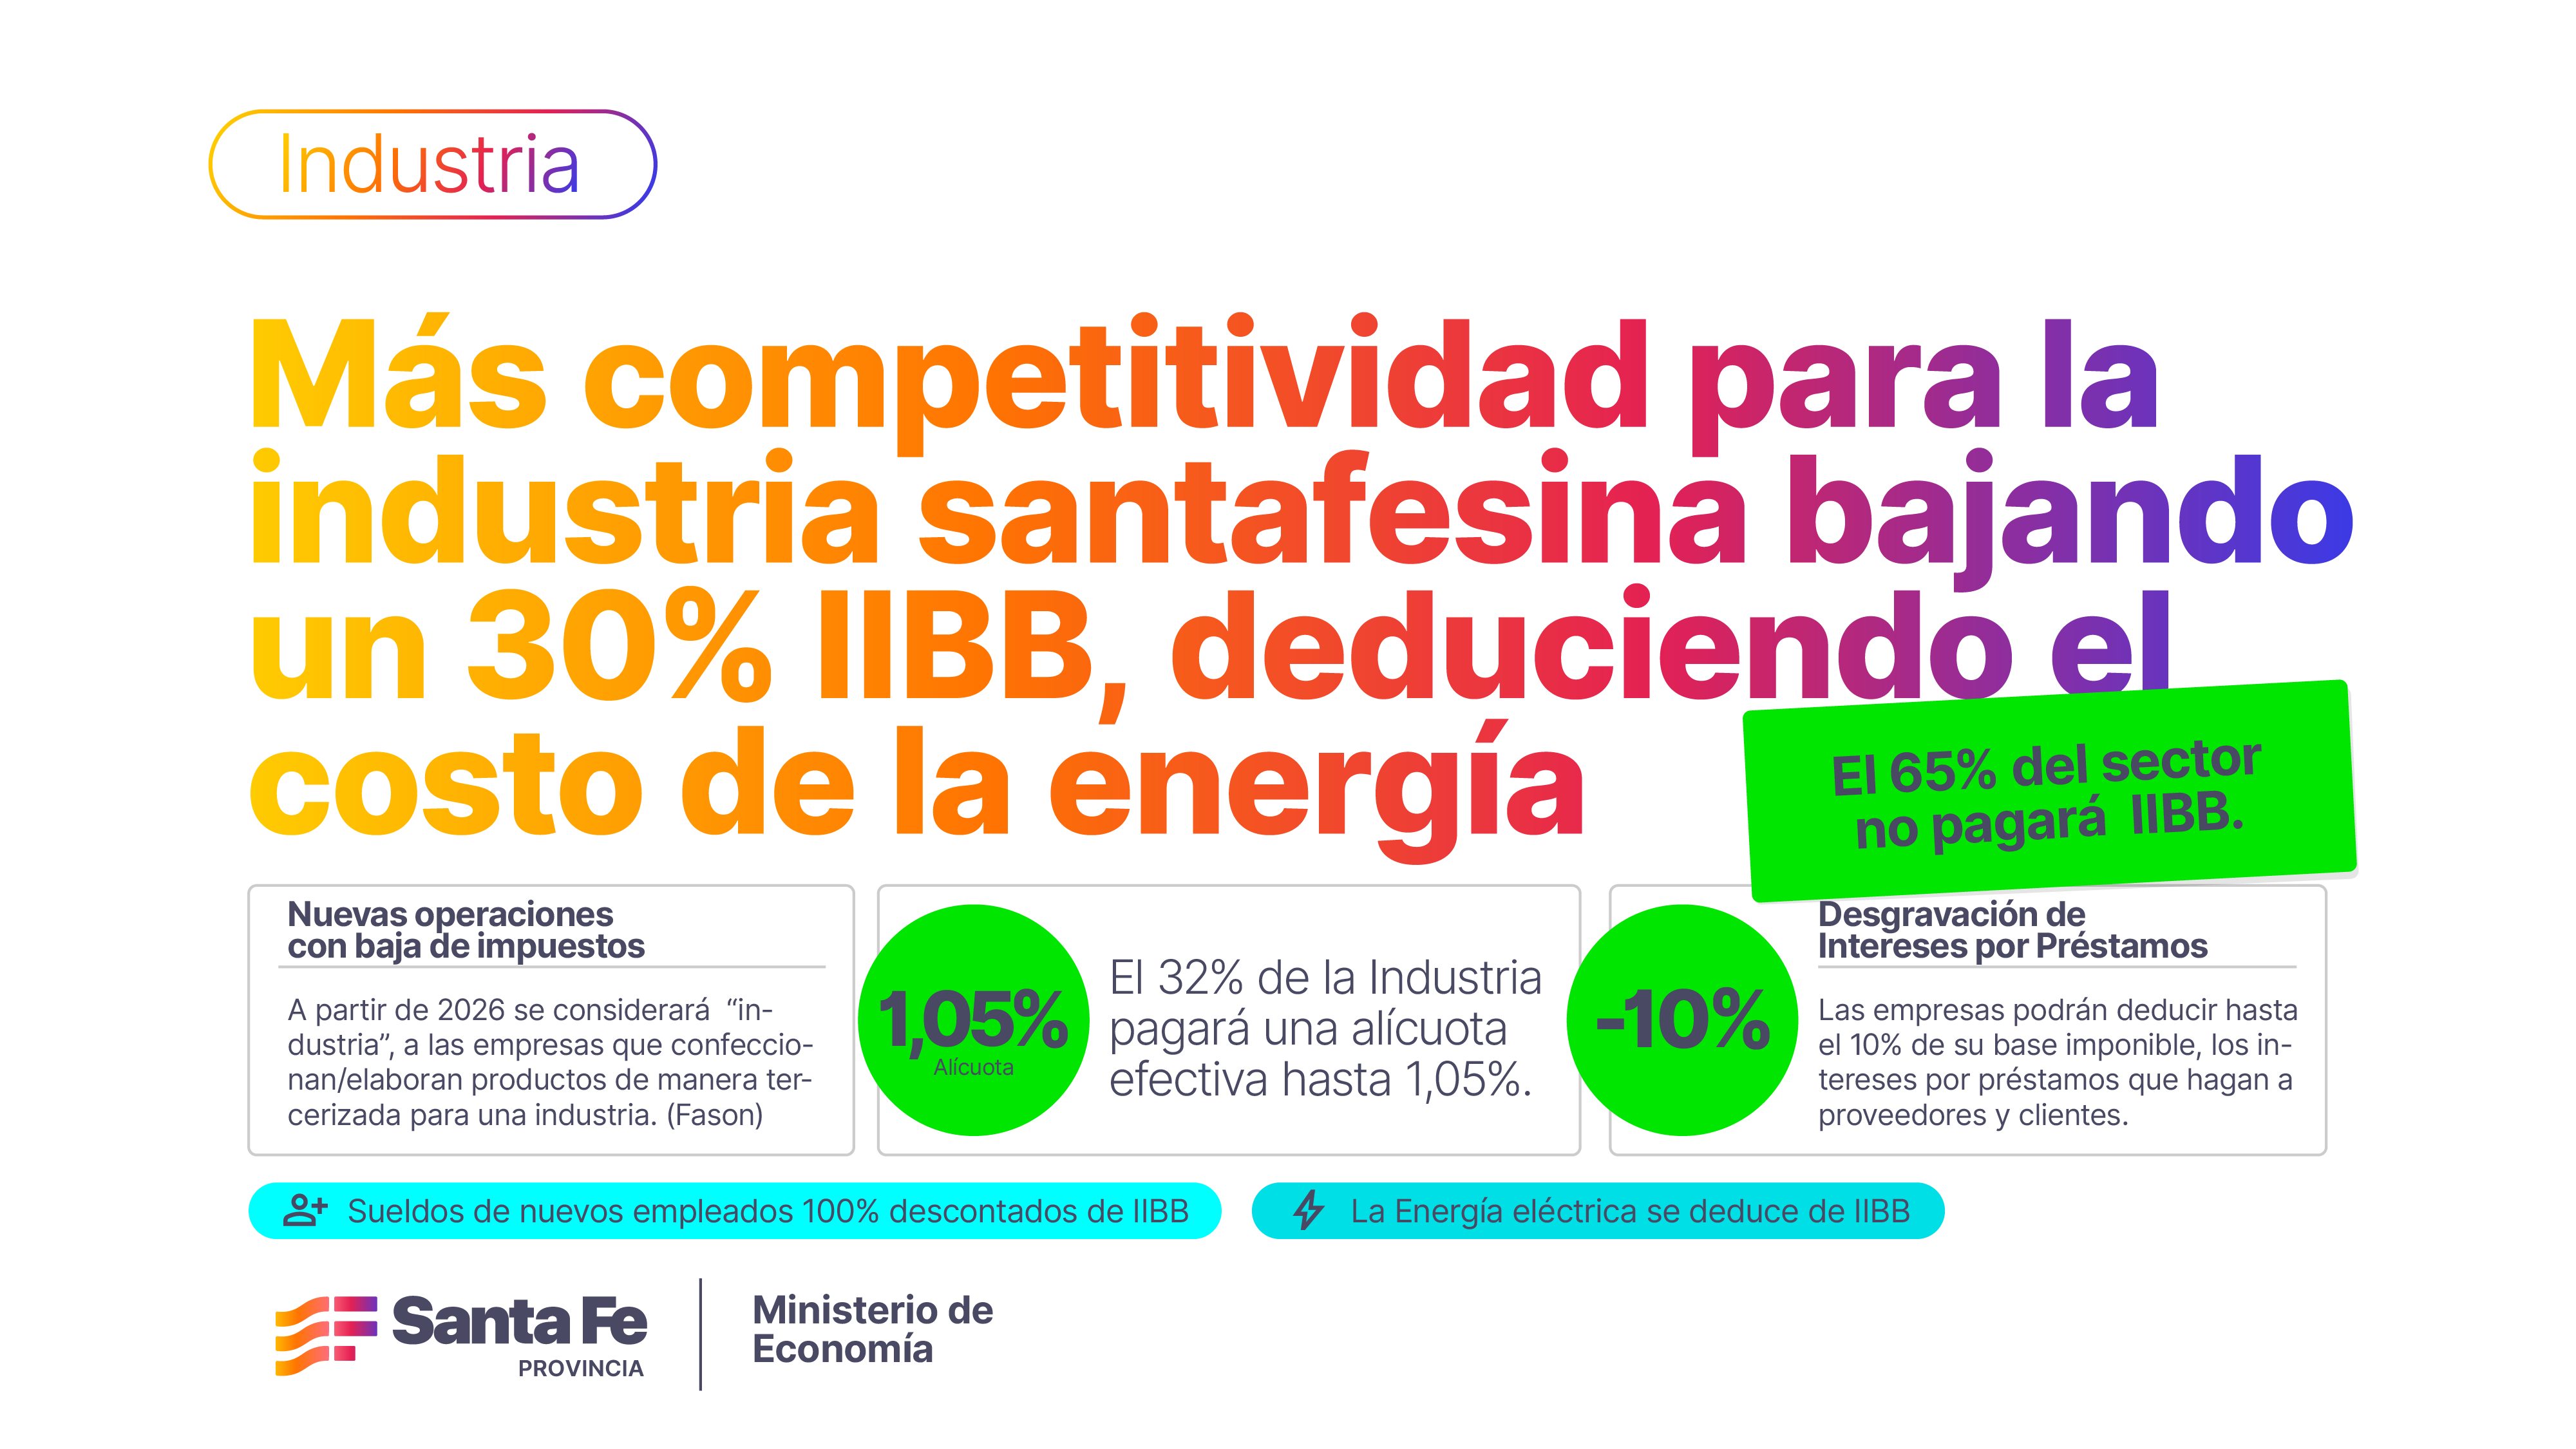 Industria
Más competitividad para la
industria santafesina bajando
un 30% IIBB, deduciendo el
costo de la energía
El 65% del sector
no pagará IIBB.
Nuevas operaciones
con baja de impuestos
A partir de 2026 se considerará “in-
dustria”, a las empresas que confeccio-
nan/elaboran productos de manera ter-
cerizada para una industria. (Fason)
1,05%
Alícuota
El 32% de la Industria
pagará una alícuota
efectiva hasta 1,05%.
-10%
Desgravación de
Intereses por Préstamos
Las empresas podrán deducir hasta
el 10% de su base imponible, los in-
tereses por préstamos que hagan a
proveedores y clientes.
Sueldos de nuevos empleados 100% descontados de IIBB
La Energía eléctrica se deduce de IIBB
Santa Fe
PROVINCIA
Ministerio de
Economía